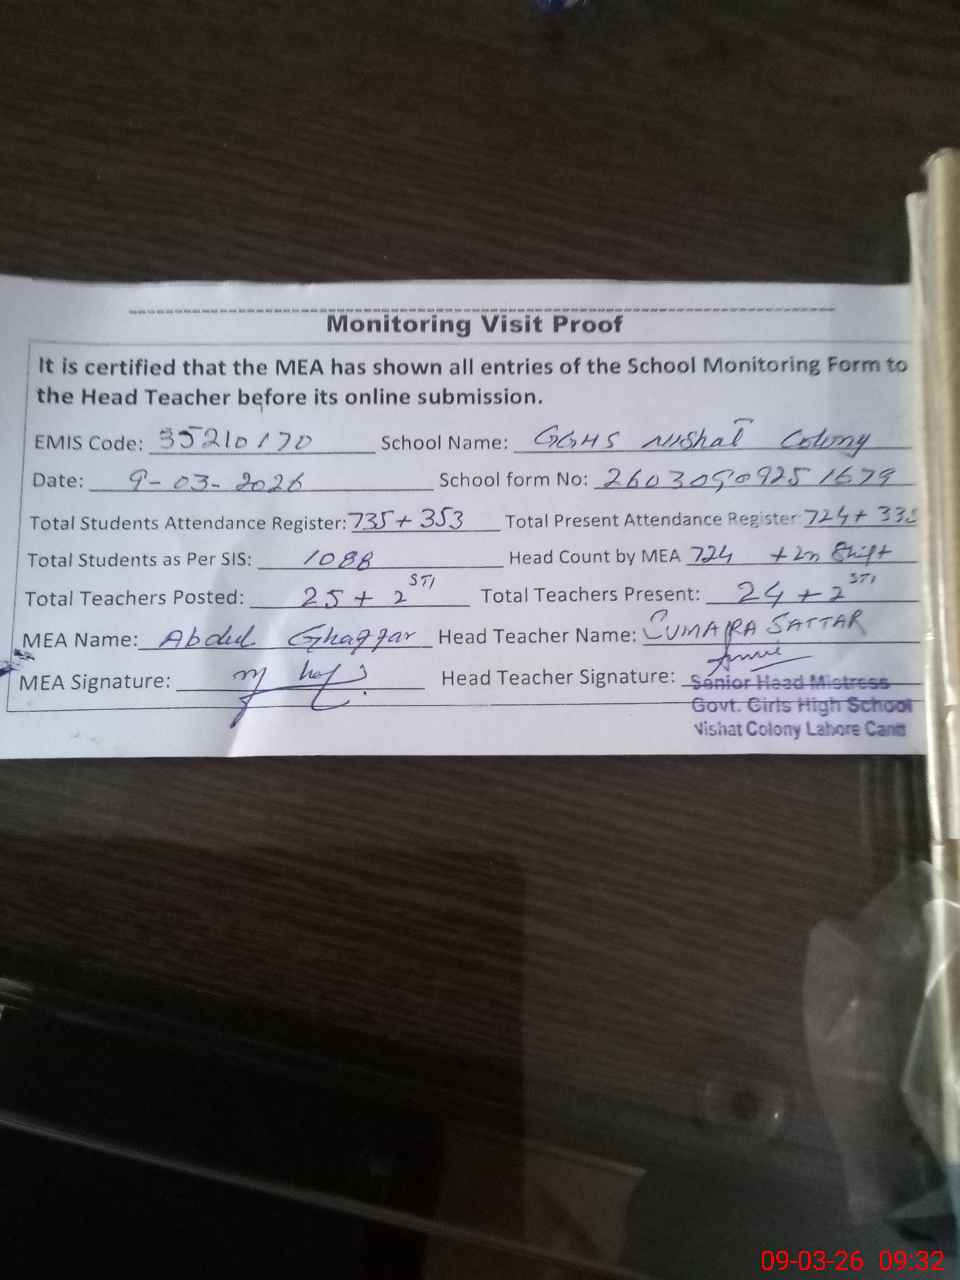 Monitoring Visit Proof
It is certified that the MEA has shown all entries of the School Monitoring Form to
the Head Teacher before its online submission.
EMIS Code: 35210170 School Name: GGHS Nishat Colony
Date: 9-03-2026 School form No: 26030909251679
Total Students Attendance Register: 735+353 Total Present Attendance Register: 724+335
Total Students as Per SIS: 1088 Head Count by MEA 724 +2n Shift
Total Teachers Posted: 25+2 STI Total Teachers Present: 24+2 STI
MEA Name: Abdul Ghaffar Head Teacher Name: SUMAIRA SATTAR
MEA Signature: Head Teacher Signature:
Senior Head Mistress
Govt. Girls High School
Nishat Colony Lahore Cantt
09-03-26 09:32